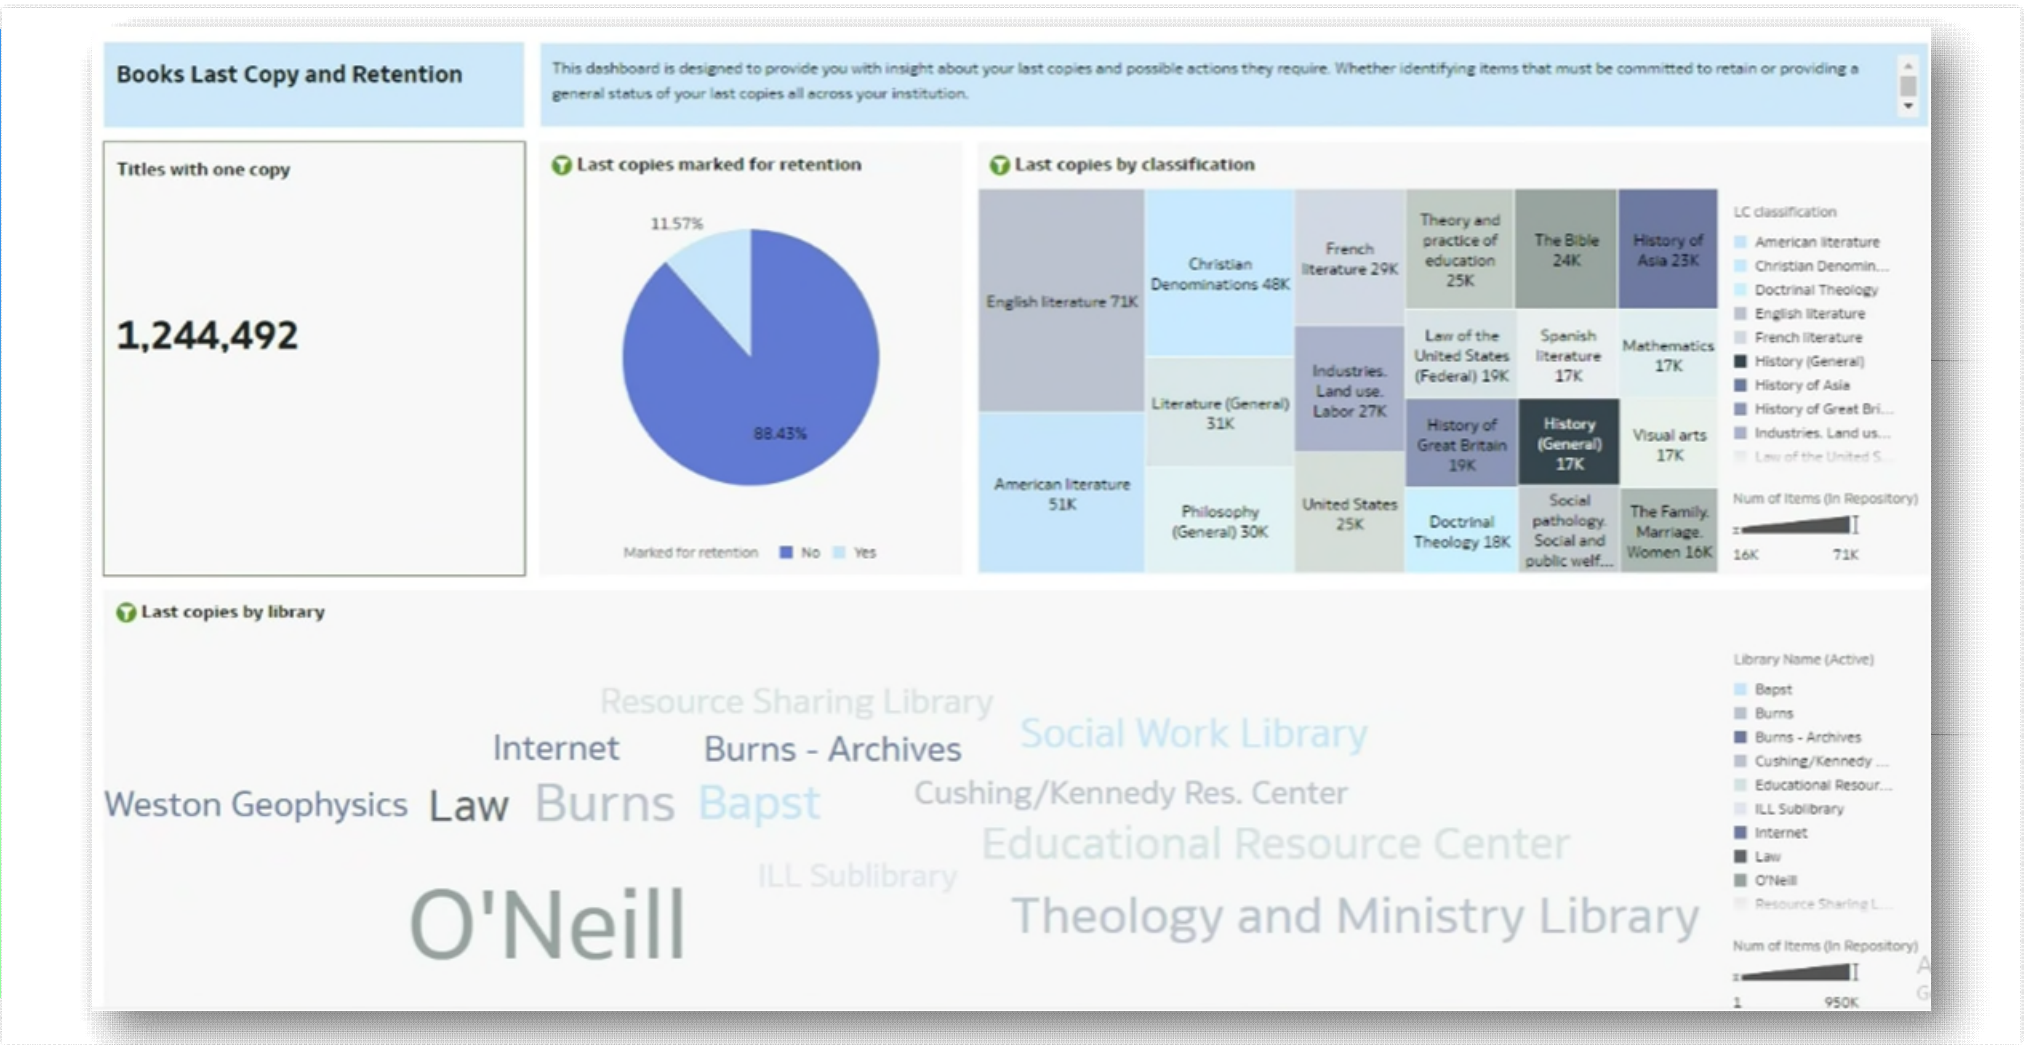 Books Last Copy and Retention
This dashboard is designed to provide you with insight about your last copies and possible actions they require. Whether identifying items that must be committed to retain or providing a
general status of your last copies all across your institution.
Titles with one copy
1,244,492
Last copies marked for retention
11.57%
88.43%
Marked for retention No Yes
Last copies by classification
English literature 71K
American literature
51K
Christian
Denominations 48K
Literature (General)
31K
Philosophy
(General) 30K
French
literature 29K
Industries.
Land use.
Labor 27K
United States
25K
Theory and
practice of
education
25K
The Bible
24K
History of
Asia 23K
Law of the
United States
(Federal) 19K
Spanish
literature
17K
Mathematics
17K
History of
Great Britain
19K
History
(General)
17K
Visual arts
17K
Doctrinal
Theology 18K
Social
pathology.
Social and
public welf...
The Family.
Marriage.
Women 16K
LC classification
American literature
Christian Denomin...
Doctrinal Theology
English literature
French literature
History (General)
History of Asia
History of Great Bri...
Industries. Land us...
Law of the United S...
Num of Items (In Repository)
16K 71K
Last copies by library
Resource Sharing Library
Social Work Library
Internet
Burns - Archives
Cushing/Kennedy Res. Center
Weston Geophysics
Law
Burns
Bapst
Educational Resource Center
ILL Sublibrary
O'Neill
Theology and Ministry Library
Library Name (Active)
Bapst
Burns
Burns - Archives
Cushing/Kennedy ...
Educational Resour...
ILL Sublibrary
Internet
Law
O'Neill
Resource Sharing L...
Num of Items (In Repository)
1 950K
A
G